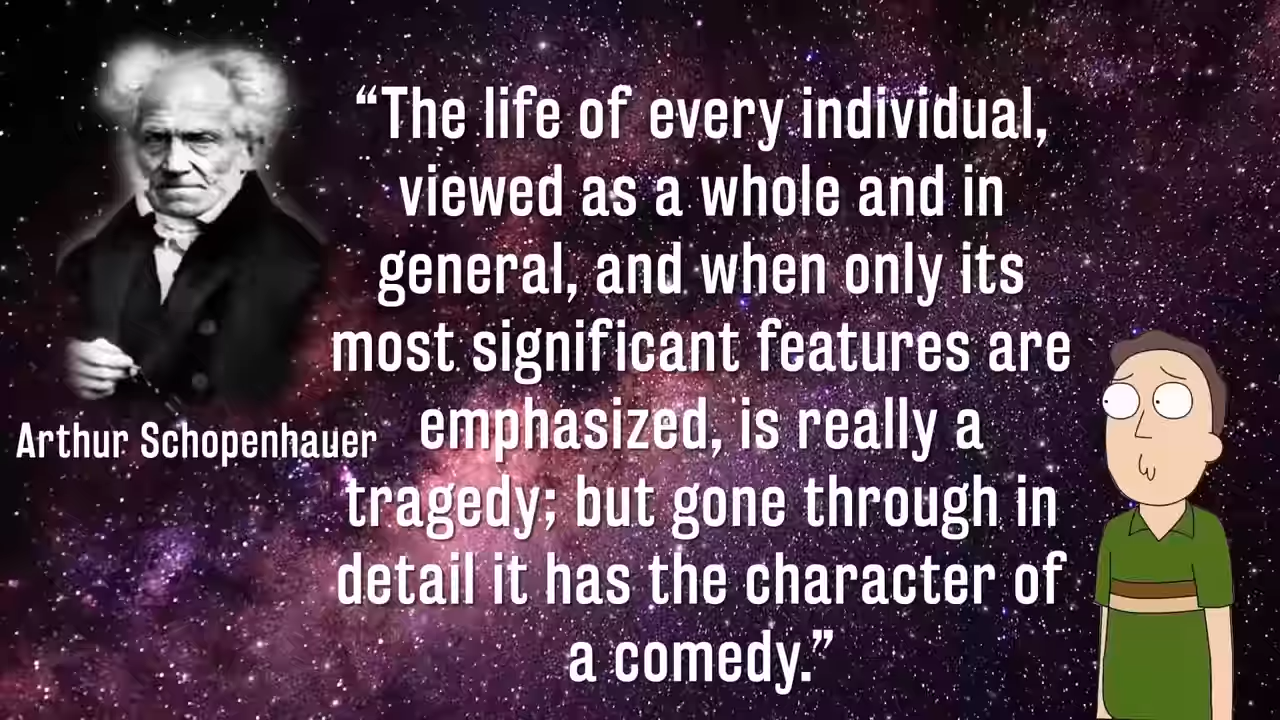 “The life of every individual,
viewed as a whole and in
general, and when only its
most significant features are
emphasized, is really a
tragedy; but gone through in
detail it has the character of
a comedy.”
Arthur Schopenhauer